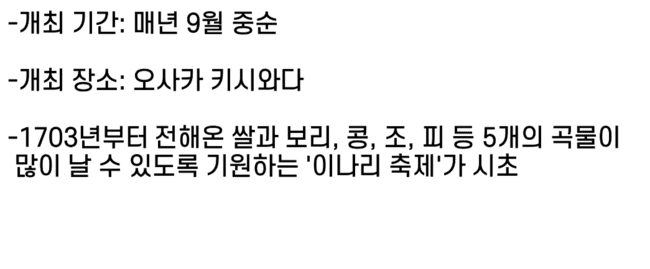 -개최 기간: 매년 9월 중순
-개최 장소: 오사카 키시와다
-1703년부터 전해온 쌀과 보리, 콩, 조, 피 등 5개의 곡물이
많이 날 수 있도록 기원하는 '이나리 축제'가 시초